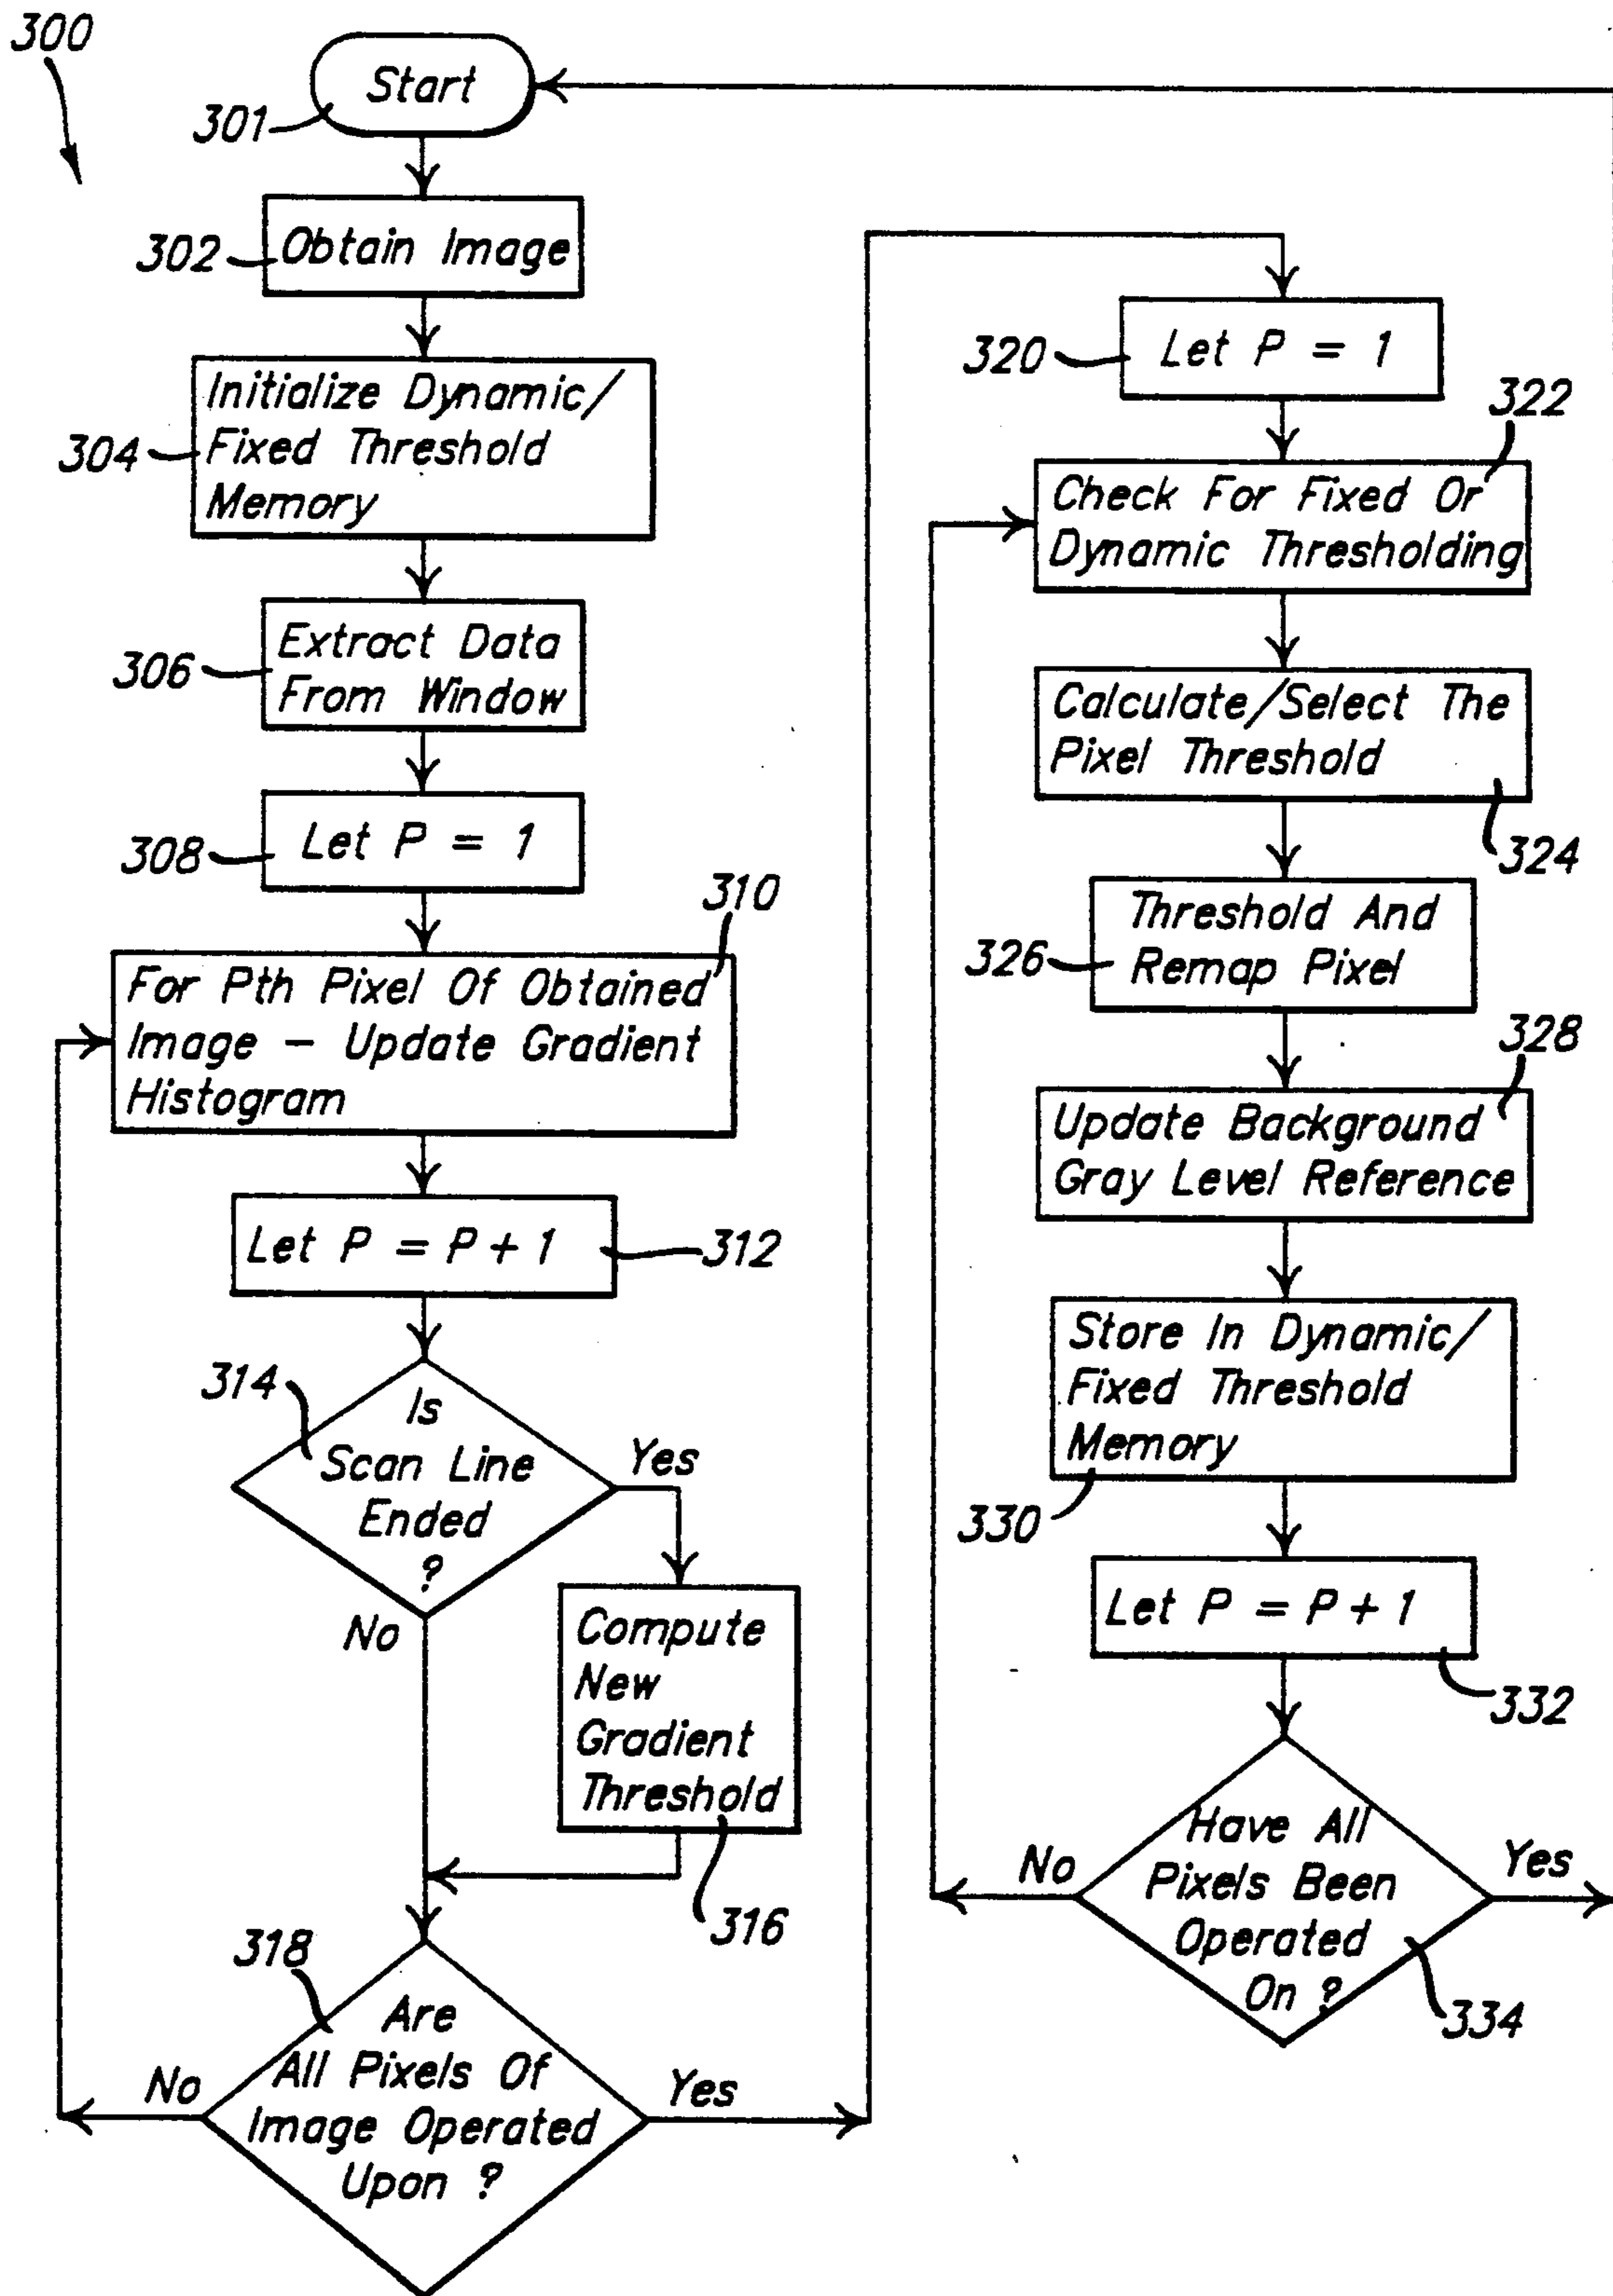 300
Start
301
302
Obtain Image
304
Initialize Dynamic/
Fixed Threshold
Memory
306
Extract Data
From Window
308
Let P = 1
310
For Pth Pixel Of Obtained
Image - Update Gradient
Histogram
Let P = P + 1
312
314
Is
Scan Line
Ended
?
Yes
No
Compute
New
Gradient
Threshold
316
318
Are
All Pixels Of
Image Operated
Upon ?
No
Yes
320
Let P = 1
322
Check For Fixed Or
Dynamic Thresholding
Calculate/Select The
Pixel Threshold
324
326
Threshold And
Remap Pixel
328
Update Background
Gray Level Reference
Store In Dynamic/
Fixed Threshold
Memory
330
Let P = P + 1
332
Have All
Pixels Been
Operated
On ?
No
Yes
334